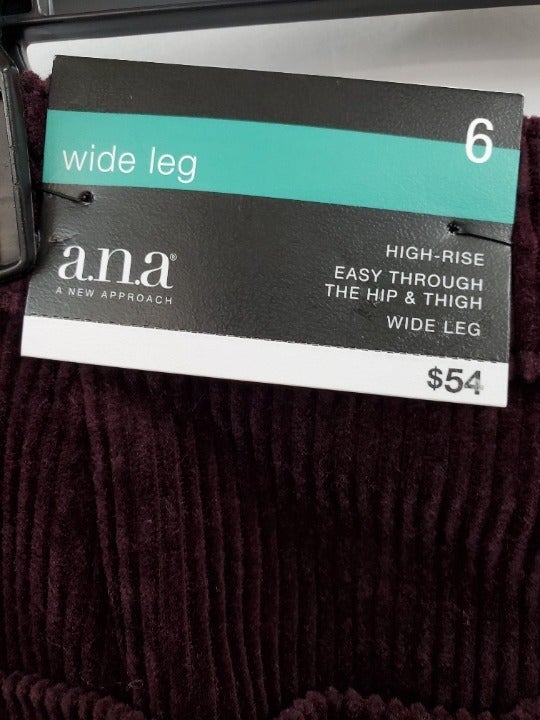 6
wide leg
a.n.a®
A NEW APPROACH
HIGH-RISE
EASY THROUGH
THE HIP & THIGH
WIDE LEG
$54